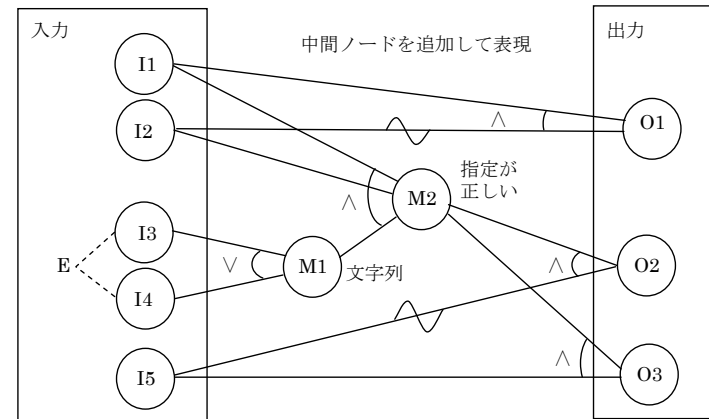 入力
中間ノードを追加して表現
出力
I1
I2
∧
O1
∧
M2
指定が
正しい
I3
E
∨
M1
文字列
I4
∧
O2
I5
∧
O3